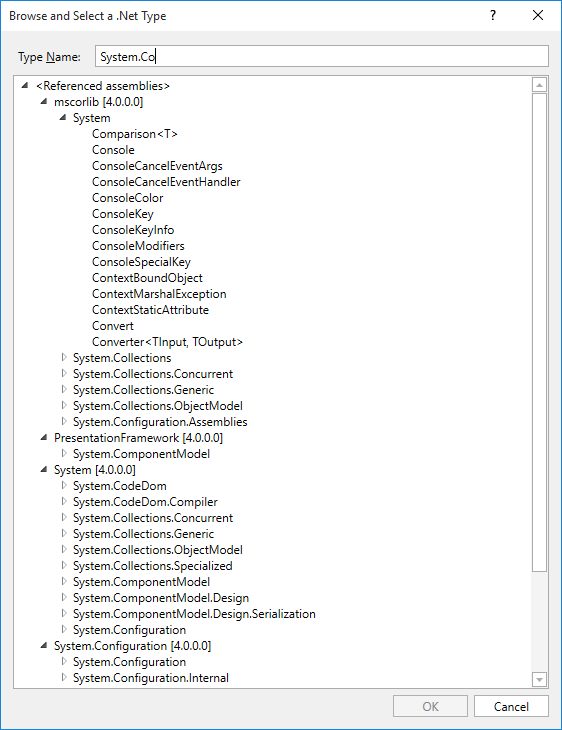 Browse and Select a .Net Type
Type Name: System.Co
<Referenced assemblies>
mscorlib [4.0.0.0]
System
Comparison<T>
Console
ConsoleCancelEventArgs
ConsoleCancelEventHandler
ConsoleColor
ConsoleKey
ConsoleKeyInfo
ConsoleModifiers
ConsoleSpecialKey
ContextBoundObject
ContextMarshalException
ContextStaticAttribute
Convert
Converter<TInput, TOutput>
System.Collections
System.Collections.Concurrent
System.Collections.Generic
System.Collections.ObjectModel
System.Configuration.Assemblies
PresentationFramework [4.0.0.0]
System.ComponentModel
System [4.0.0.0]
System.CodeDom
System.CodeDom.Compiler
System.Collections.Concurrent
System.Collections.Generic
System.Collections.ObjectModel
System.Collections.Specialized
System.ComponentModel
System.ComponentModel.Design
System.ComponentModel.Design.Serialization
System.Configuration
System.Configuration [4.0.0.0]
System.Configuration
System.Configuration.Internal
OK Cancel